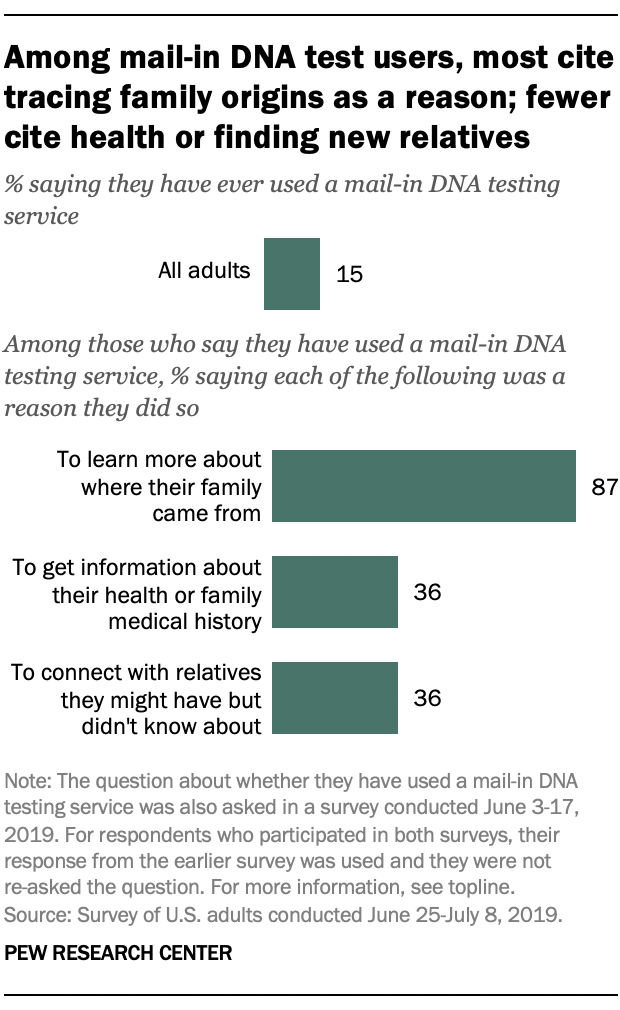 Among mail-in DNA test users, most cite
tracing family origins as a reason; fewer
cite health or finding new relatives
% saying they have ever used a mail-in DNA testing
service
All adults 15
Among those who say they have used a mail-in DNA
testing service, % saying each of the following was a
reason they did so
To learn more about
where their family 87
came from
To get information about
their health or family 36
medical history
To connect with relatives
they might have but 36
didn't know about
Note: The question about whether they have used a mail-in DNA
testing service was also asked in a survey conducted June 3-17,
2019. For respondents who participated in both surveys, their
response from the earlier survey was used and they were not
re-asked the question. For more information, see topline.
Source: Survey of U.S. adults conducted June 25-July 8, 2019.
PEW RESEARCH CENTER